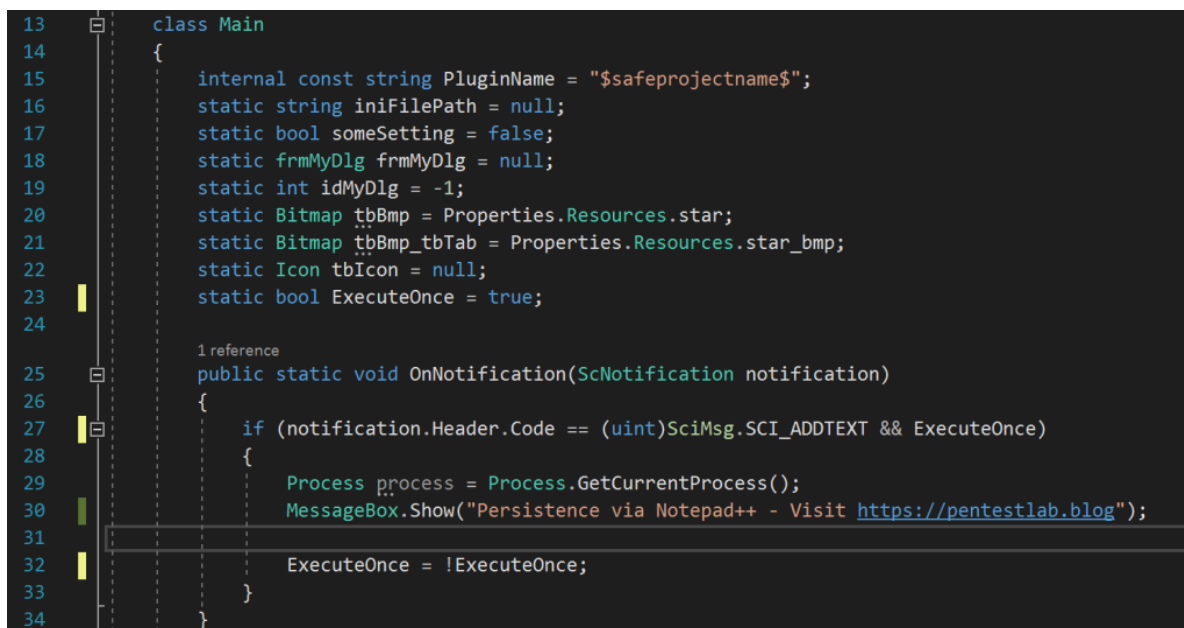 13 class Main
14 {
15 internal const string PluginName = "$safeprojectname$";
16 static string iniFilePath = null;
17 static bool someSetting = false;
18 static frmMyDlg frmMyDlg = null;
19 static int idMyDlg = -1;
20 static Bitmap tbBmp = Properties.Resources.star;
21 static Bitmap tbBmp_tbTab = Properties.Resources.star_bmp;
22 static Icon tbIcon = null;
23 static bool ExecuteOnce = true;
24
1 reference
25 public static void OnNotification(ScNotification notification)
26 {
27 if (notification.Header.Code == (uint)SciMsg.SCI_ADDTEXT && ExecuteOnce)
28 {
29 Process process = Process.GetCurrentProcess();
30 MessageBox.Show("Persistence via Notepad++ - Visit https://pentestlab.blog");
31
32 ExecuteOnce = !ExecuteOnce;
33 }
34 }